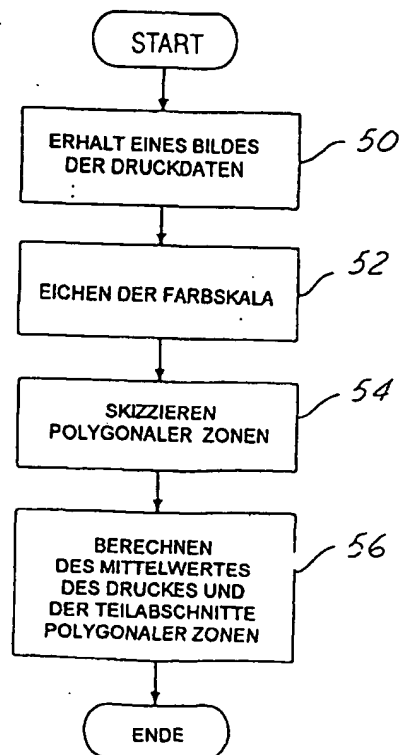 START
ERHALT EINES BILDES
DER DRUCKDATEN
50
EICHEN DER FARBSKALA
52
SKIZZIEREN
POLYGONALER ZONEN
54
BERECHNEN
DES MITTELWERTES
DES DRUCKES UND
DER TEILABSCHNITTE
POLYGONALER ZONEN
56
ENDE